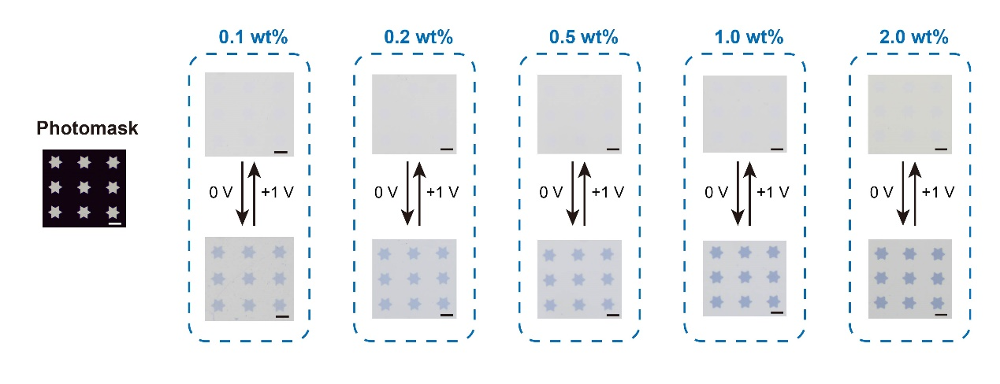 0.1 wt%
0.2 wt%
0.5 wt%
1.0 wt%
2.0 wt%
Photomask
0 V
+1 V
0 V
+1 V
0 V
+1 V
0 V
+1 V
0 V
+1 V